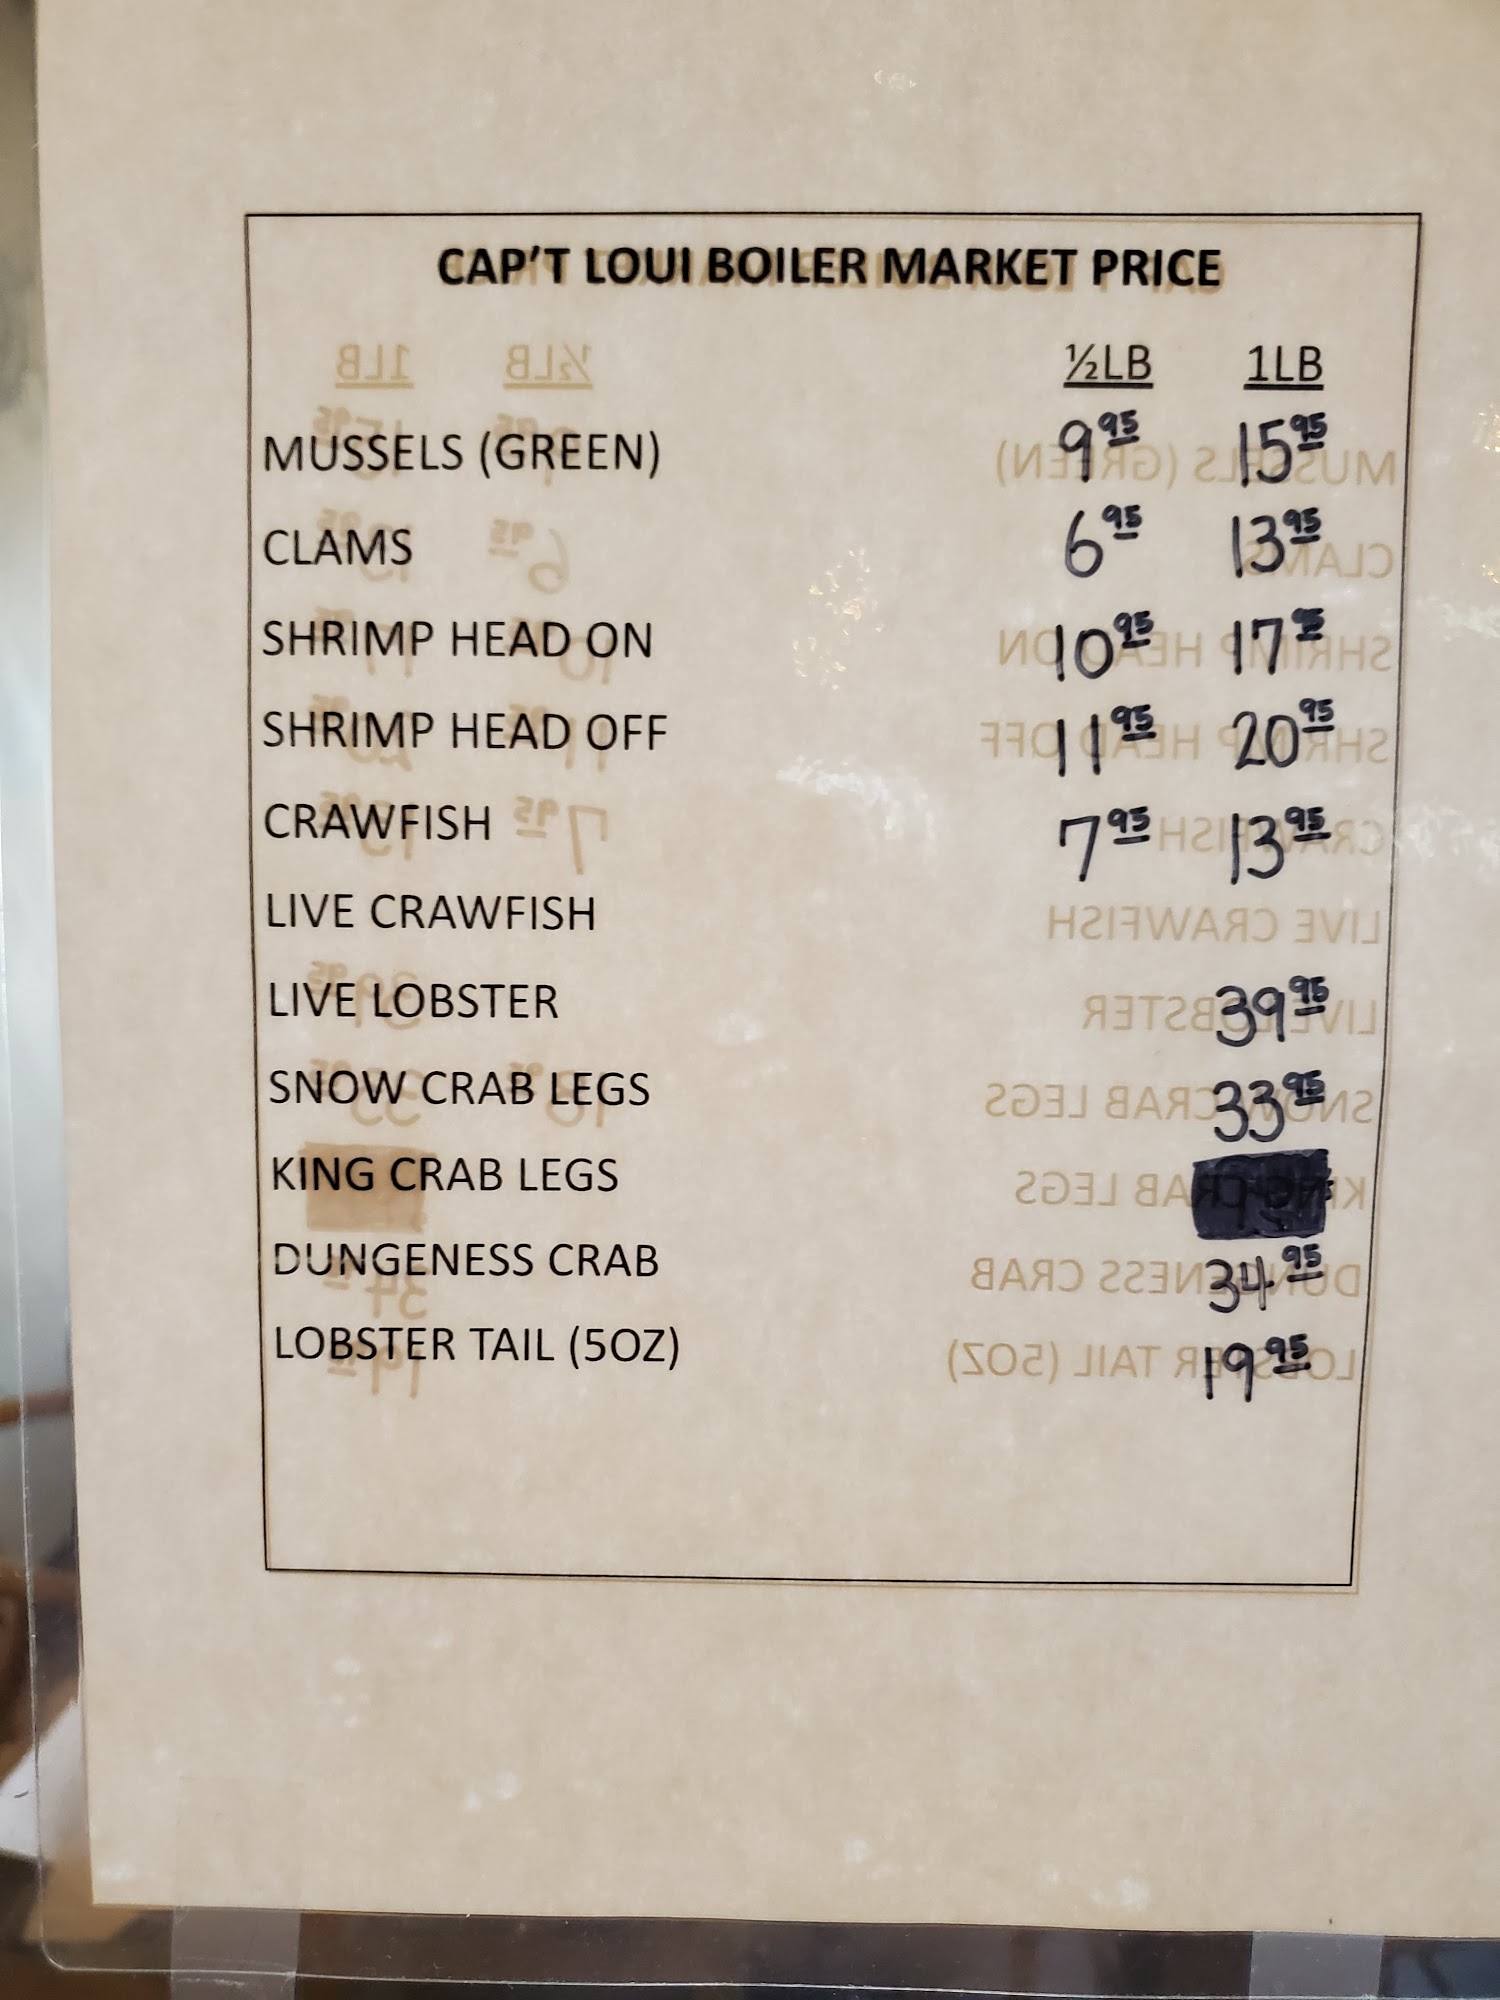 CAP'T LOUI BOILER MARKET PRICE
½LB 1LB
MUSSELS (GREEN) 9 95 15 95
CLAMS 6 95 13 95
SHRIMP HEAD ON 10 95 17 95
SHRIMP HEAD OFF 11 95 20 95
CRAWFISH 7 95 13 95
LIVE CRAWFISH
LIVE LOBSTER 39 95
SNOW CRAB LEGS 33 95
KING CRAB LEGS
DUNGENESS CRAB 34 95
LOBSTER TAIL (5OZ) 19 95